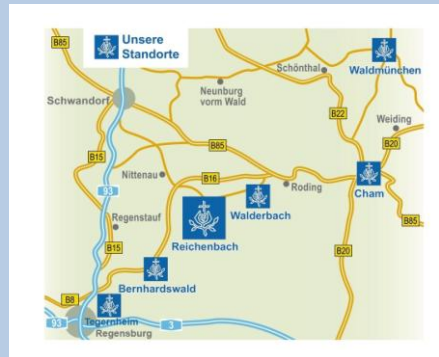 B85
Unsere
Standorte
Schönthal
Waldmünchen
Neunburg
vorm Wald
Schwandorf
B22
Weiding
B85
B20
B15
Nittenau
B16
93
Roding
Cham
Walderbach
Regenstauf
B85
Reichenbach
B15
B20
Bernhardswald
B8
Tegernheim
93
Regensburg
3